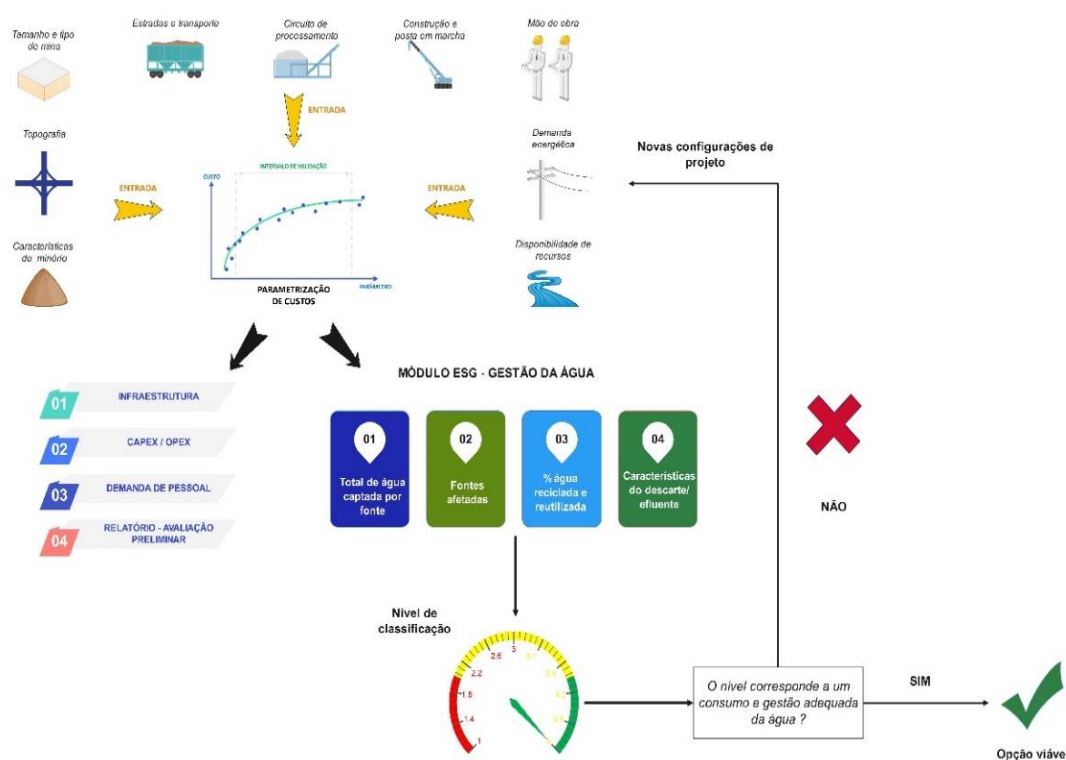 Tamanho e tipo
de mina
Estradas e transporte
Circuito de
processamento
Construção e
posta em marcha
Mão de obra
ENTRADA
Topografia
Demanda
energética
Novas configurações de
projeto
INTERVALO DE VALIDAÇÃO
CUSTO
ENTRADA
ENTRADA
Características
do minério
Disponibilidade de
recursos
PARÂMETRO
PARAMETRIZAÇÃO
DE CUSTOS
MÓDULO ESG - GESTÃO DA ÁGUA
01
INFRAESTRUTURA
02
CAPEX / OPEX
03
DEMANDA DE PESSOAL
04
RELATÓRIO - AVALIAÇÃO
PRELIMINAR
01
Total de água
captada por
fonte
02
Fontes
afetadas
03
% água
reciclada e
reutilizada
04
Características
do descarte/
efluente
NÃO
Nível de
classificação
1
1.4
1.8
2.2
2.6
3
O nível corresponde a um
consumo e gestão adequada
da água ?
SIM
Opção viáve